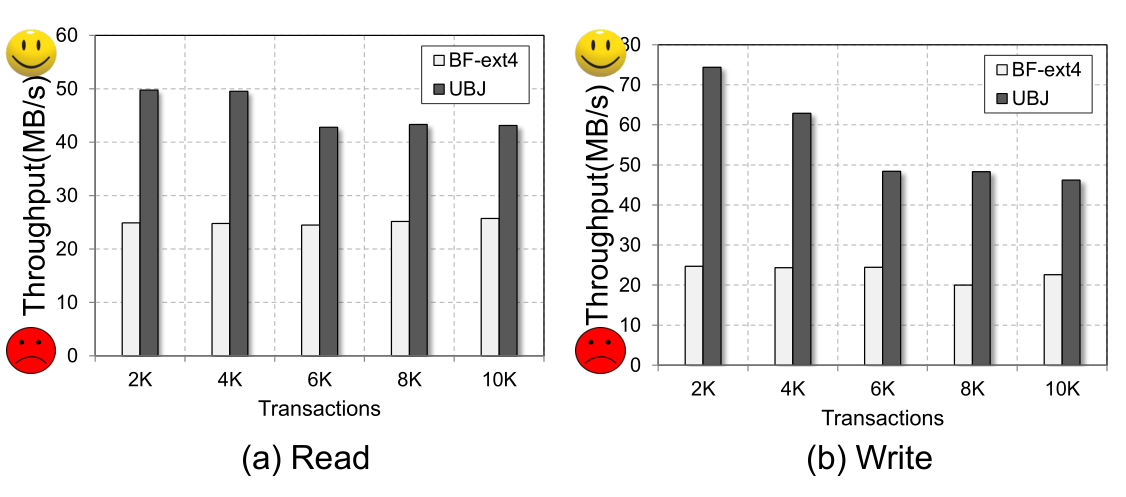 60
50
40
30
20
10
0
Throughput(MB/s)
BF-ext4
UBJ
2K 4K 6K 8K 10K
Transactions
(a) Read
80
70
60
50
40
30
20
10
0
Throughput(MB/s)
BF-ext4
UBJ
2K 4K 6K 8K 10K
Transactions
(b) Write